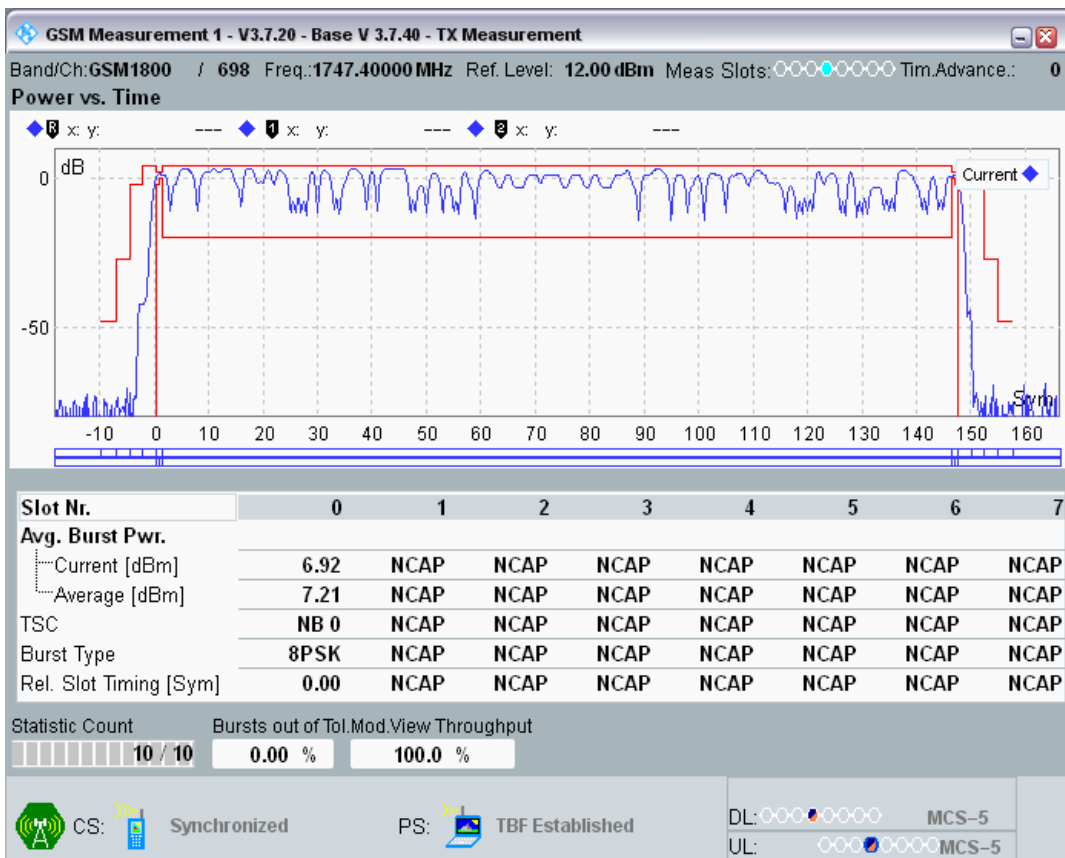 GSM Measurement 1 - V3.7.20 - Base V 3.7.40 - TX Measurement
Band/Ch:GSM1800 / 698 Freq.:1747.40000 MHz Ref. Level: 12.00 dBm Meas Slots: Tim.Advance.: 0
Power vs. Time
R x: y: --- 1 x: y: --- 2 x: y: ---
dB
Current
0
-50
Sym
-10 0 10 20 30 40 50 60 70 80 90 100 110 120 130 140 150 160
Slot Nr. 0 1 2 3 4 5 6 7
Avg. Burst Pwr.
Current [dBm] 6.92 NCAP NCAP NCAP NCAP NCAP NCAP NCAP
Average [dBm] 7.21 NCAP NCAP NCAP NCAP NCAP NCAP NCAP
TSC NB 0 NCAP NCAP NCAP NCAP NCAP NCAP NCAP
Burst Type 8PSK NCAP NCAP NCAP NCAP NCAP NCAP NCAP
Rel. Slot Timing [Sym] 0.00 NCAP NCAP NCAP NCAP NCAP NCAP NCAP
Statistic Count Bursts out of Tol.Mod.View Throughput
10 / 10 0.00 % 100.0 %
CS: Synchronized PS: TBF Established DL: MCS-5
UL: MCS-5